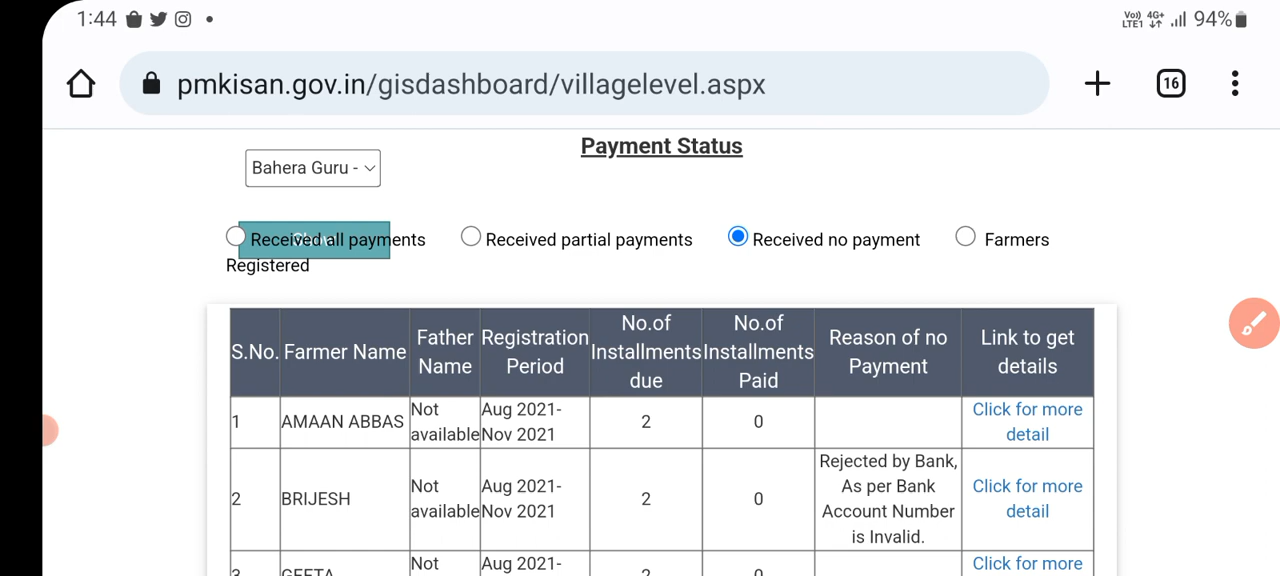 1:44
Vo)) 4G+
LTE1
94%
pmkisan.gov.in/gisdashboard/villagelevel.aspx
16
Payment Status
Bahera Guru -
Received all payments
Received partial payments
Received no payment
Farmers
Registered
S.No.
Farmer Name
Father
Name
Registration
Period
No.of
Installments
due
No.of
Installments
Paid
Reason of no
Payment
Link to get
details
1
AMAAN ABBAS
Not
available
Aug 2021-
Nov 2021
2
0
Click for more
detail
2
BRIJESH
Not
available
Aug 2021-
Nov 2021
2
0
Rejected by Bank,
As per Bank
Account Number
is Invalid.
Click for more
detail
3
GEETA
Not
Aug 2021-
2
0
Click for more